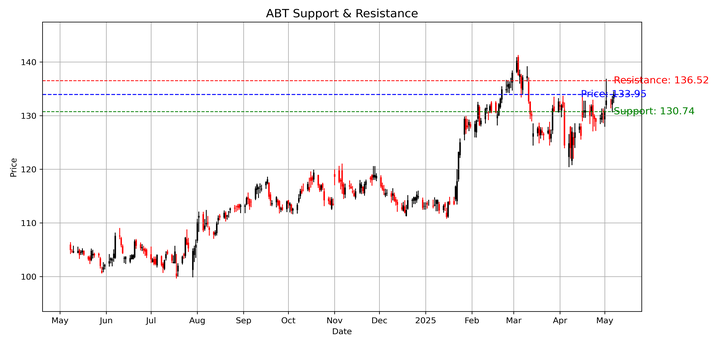 ABT Support & Resistance
140
130
120
110
100
Price
Resistance: 136.52
Price: 133.95
Support: 130.74
May
Jun
Jul
Aug
Sep
Oct
Nov
Dec
2025
Feb
Mar
Apr
May
Date